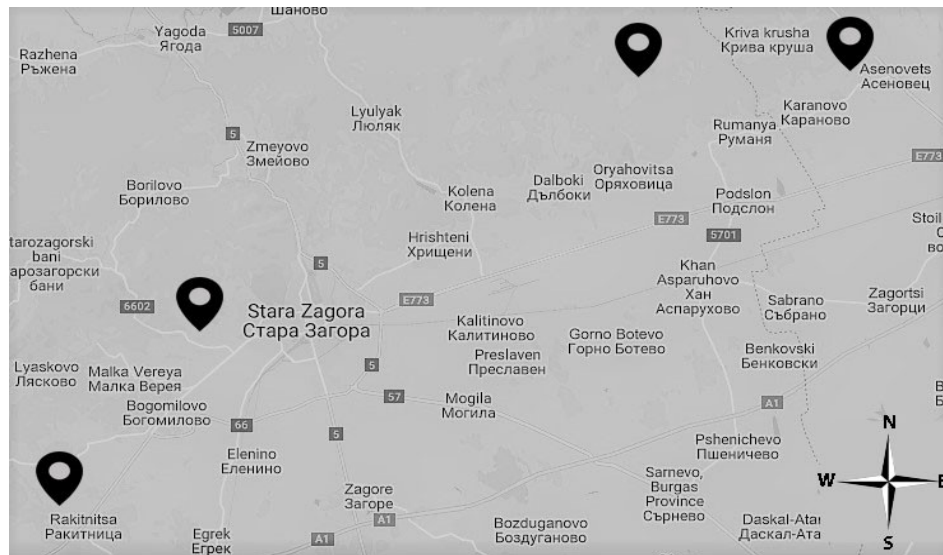 Шаново
Yagoda
Ягода
5007
Razhena
Ръжена
Kriva krusha
Крива круша
Asenovets
Асеновец
Karanovo
Караново
Lyulyak
Люляк
Rumanya
Руманя
5
Zmeyovo
Змейово
E773
Borilovo
Борилово
Kolena
Колена
Dalboki
Дълбоки
Oryahovitsa
Оряховица
Podslon
Подслон
E773
5701
Hrishteni
Хрищени
tarozagorski
bani
арозагорски
бани
5
Khan
Asparuhovo
Хан
Аспарухово
6602
E773
Stara Zagora
Стара Загора
Sabrano
Събрано
Zagortsi
Загорци
Kalitinovo
Калитиново
Gorno Botevo
Горно Ботево
Preslaven
Преславен
Benkovski
Бенковски
Lyaskovo
Лясково
Malka Vereya
Малка Верея
5
57
Mogila
Могила
A1
Bogomilovo
Богомилово
66
5
Elenino
Еленино
Pshenichevo
Пшеничево
N
W
E
S
Sarnevo,
Burgas
Province
Сърнево
Zagore
Загоре
Rakitnitsa
Ракитница
A1
Egrek
Егрек
A1
Bozduganovo
Боздуганово
Daskal-Atan
Даскал-Ата